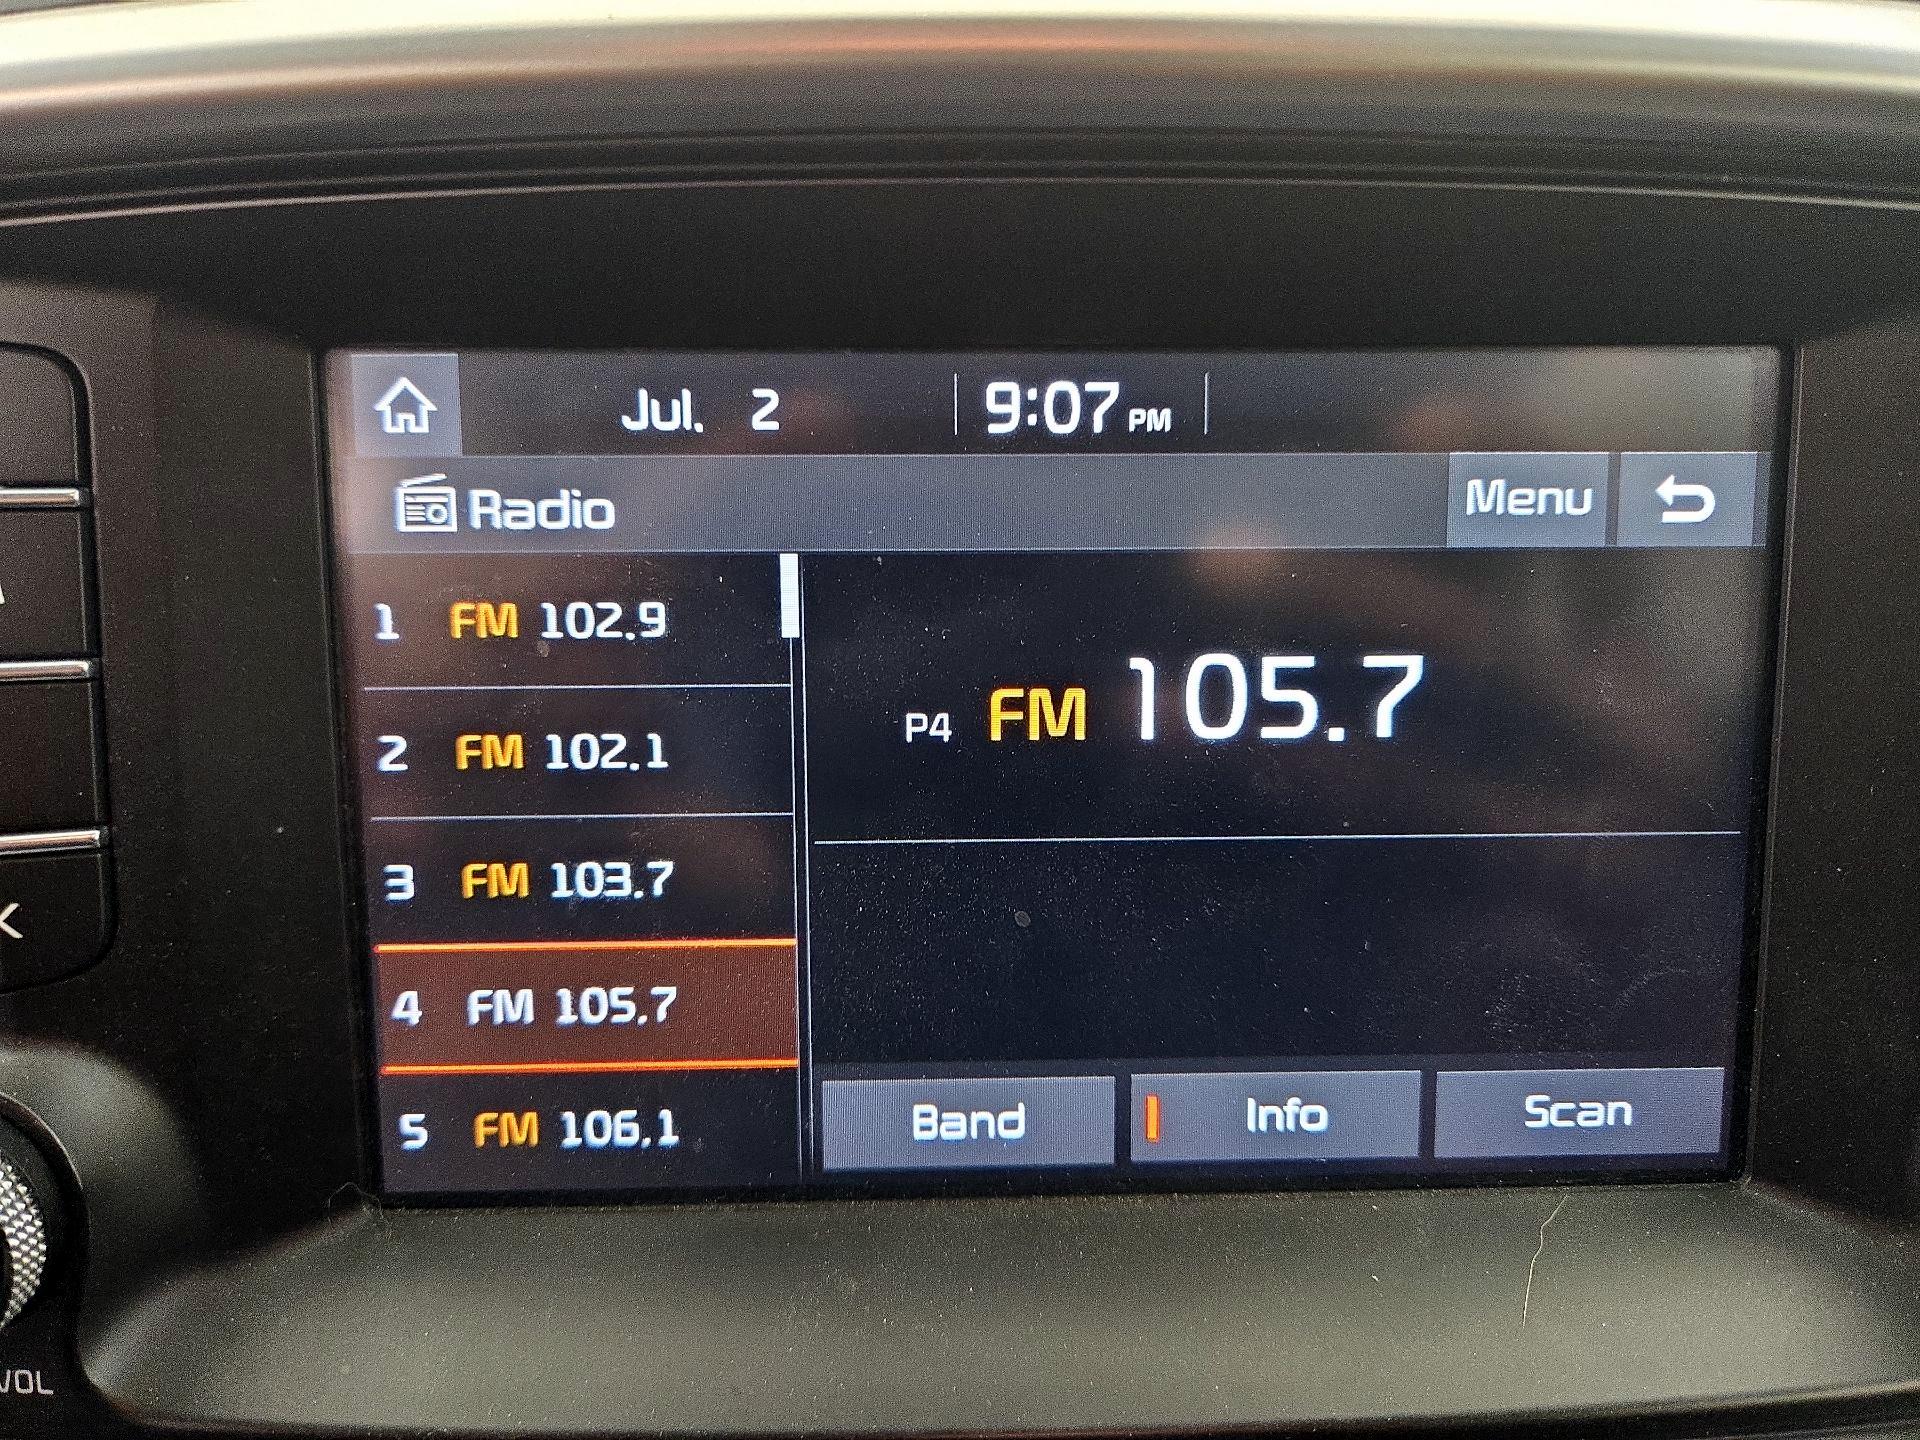 Jul. 2 9:07 PM
Radio Menu
1 FM 102.9
2 FM 102.1
3 FM 103.7
4 FM 105.7
5 FM 106.1
P4 FM 105.7
Band Info Scan
VOL